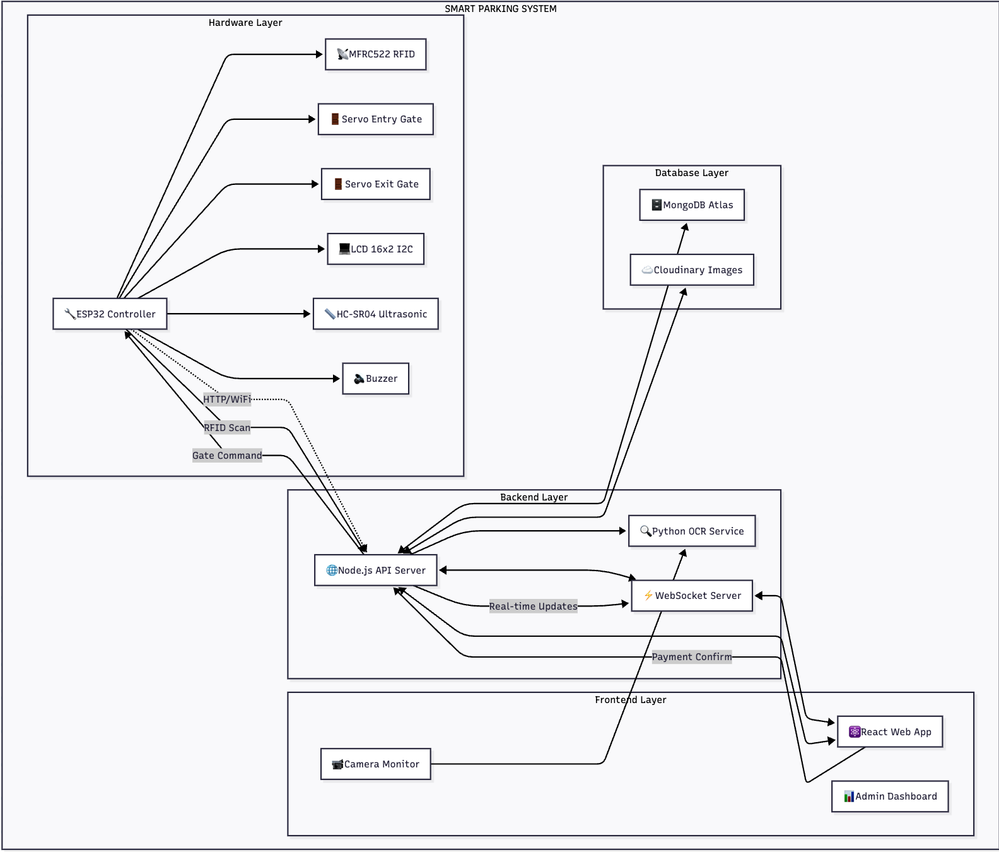 SMART PARKING SYSTEM
Hardware Layer
MFRC522 RFID
Servo Entry Gate
Servo Exit Gate
LCD 16x2 I2C
ESP32 Controller
HC-SR04 Ultrasonic
Buzzer
HTTP/WiFi
RFID Scan
Gate Command
Database Layer
MongoDB Atlas
Cloudinary Images
Backend Layer
Python OCR Service
Node.js API Server
WebSocket Server
Real-time Updates
Payment Confirm
Frontend Layer
React Web App
Camera Monitor
Admin Dashboard